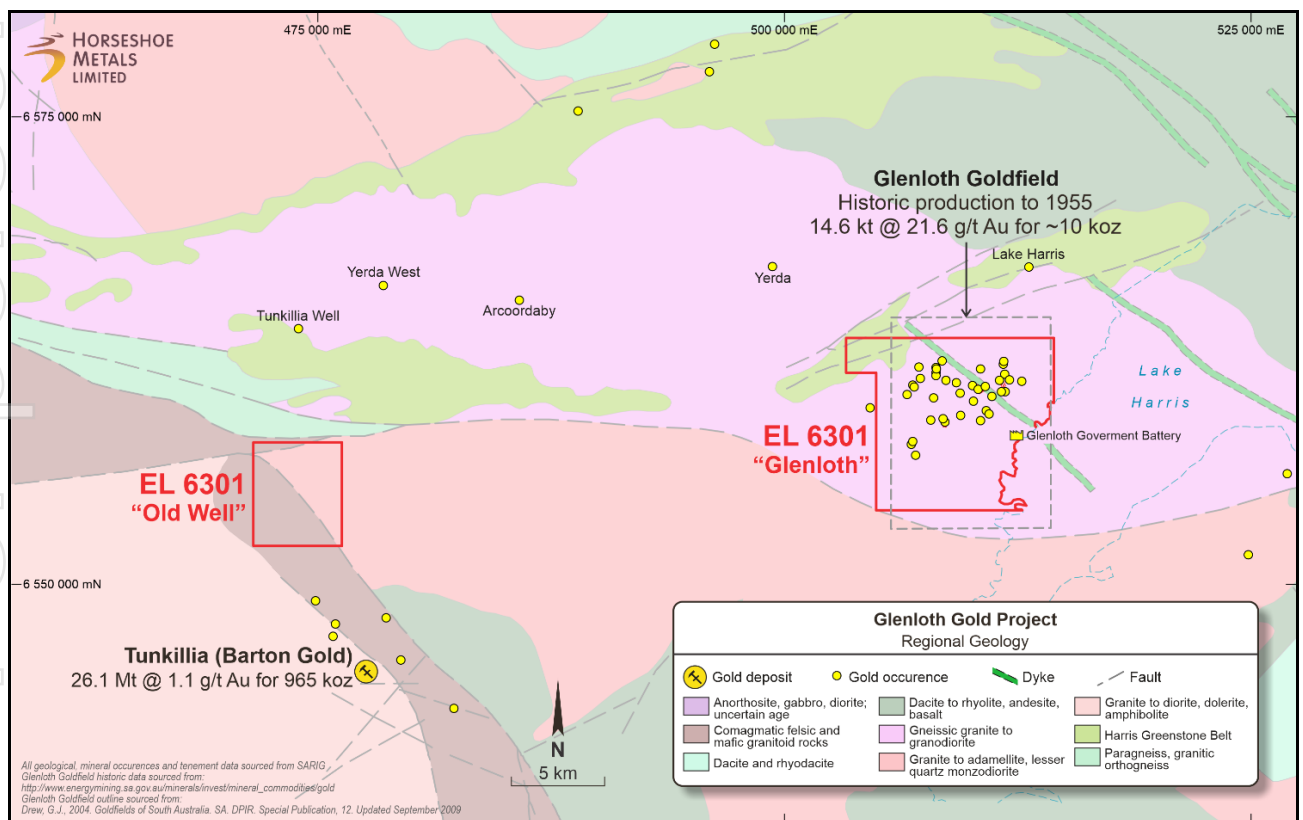 HORSESHOE
METALS
LIMITED
475 000 mE
500 000 mE
525 000 mE
6 575 000 mN
Glenloth Goldfield
Historic production to 1955
14.6 kt @ 21.6 g/t Au for ~10 koz
Lake Harris
Yerda West
Yerda
Arcoordaby
Tunkillia Well
Lake
Harris
EL 6301
“Glenloth”
Glenloth Goverment Battery
EL 6301
“Old Well”
6 550 000 mN
Tunkillia (Barton Gold)
26.1 Mt @ 1.1 g/t Au for 965 koz
N
5 km
Glenloth Gold Project
Regional Geology
Gold deposit
Gold occurence
Dyke
Fault
Anorthosite, gabbro, diorite;
uncertain age
Dacite to rhyolite, andesite,
basalt
Granite to diorite, dolerite,
amphibolite
Comagmatic felsic and
mafic granitoid rocks
Gneissic granite to
granodiorite
Harris Greenstone Belt
Dacite and rhyodacite
Granite to adamellite, lesser
quartz monzodiorite
Paragneiss, granitic
orthogneiss
All geological, mineral occurences and tenement data sourced from SARIG
Glenloth Goldfield historic data sourced from:
http://www.energymining.sa.gov.au/minerals/invest/mineral_commodities/gold
Glenloth Goldfield outline sourced from:
Drew, G.J., 2004. Goldfields of South Australia. SA. DPIR. Special Publication, 12. Updated September 2009